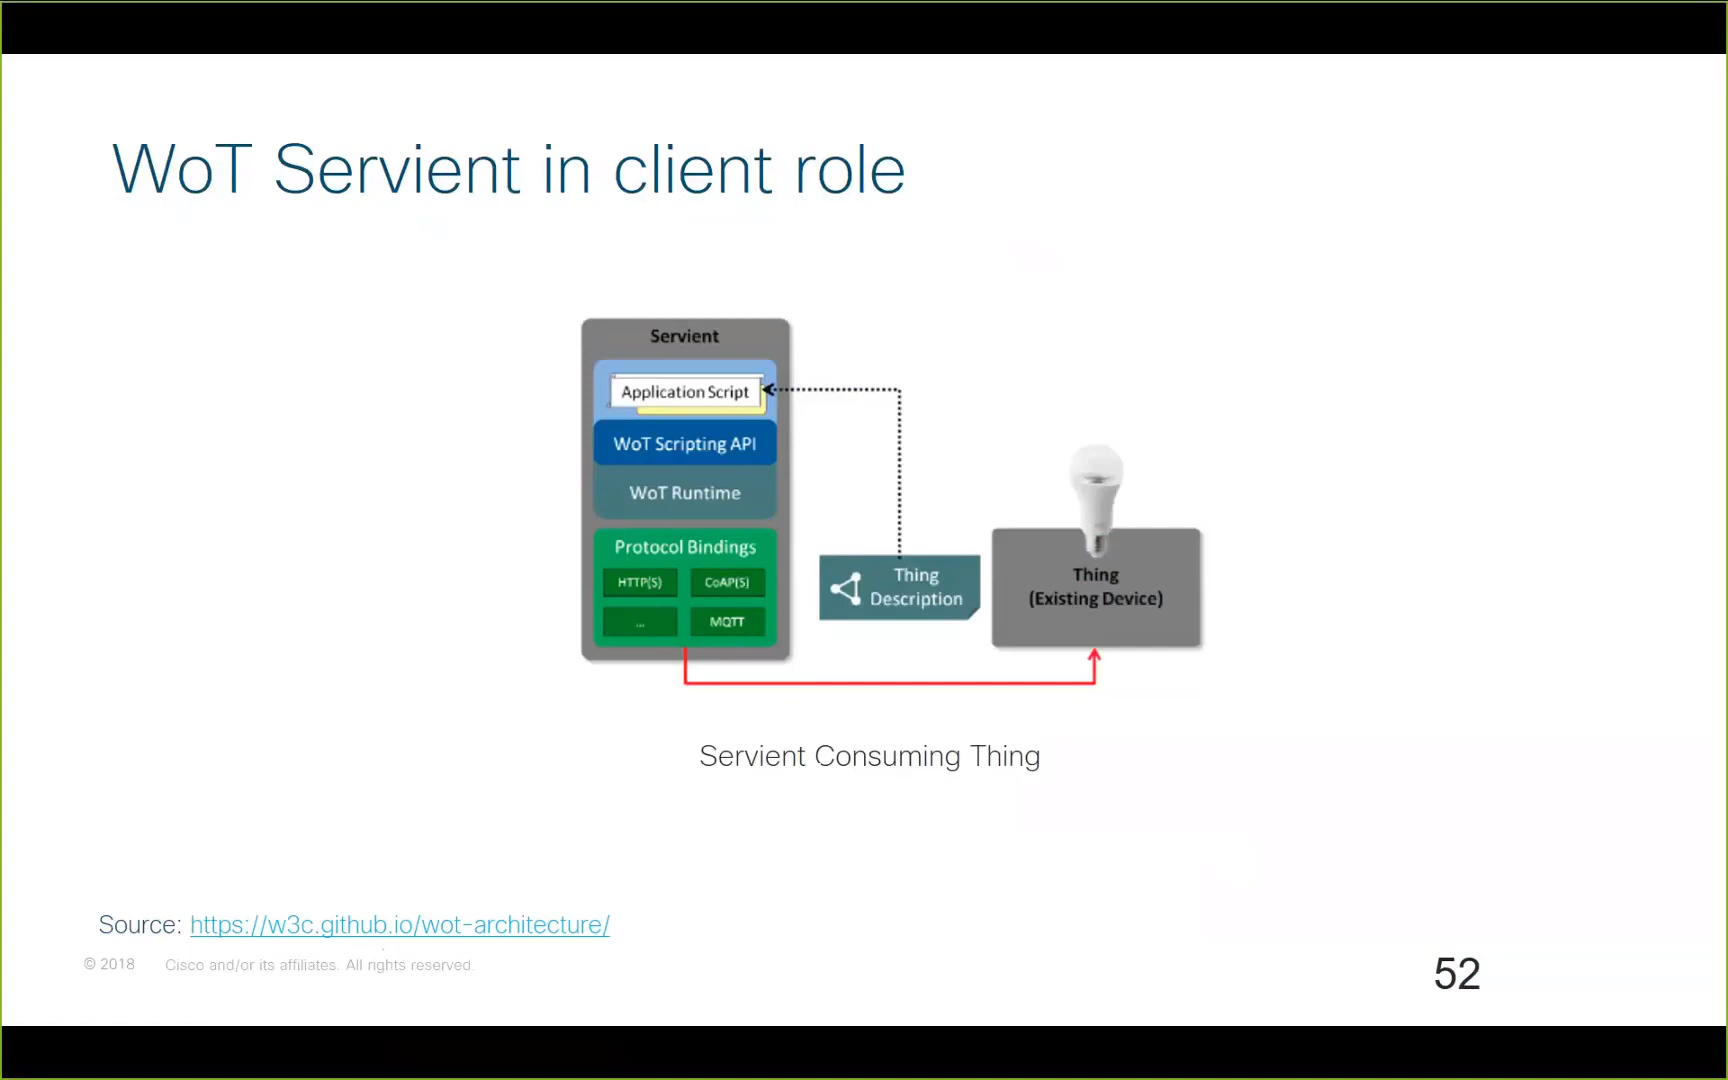 WoT Servient in client role
Servient
Application Script
WoT Scripting API
WoT Runtime
Protocol Bindings
HTTP(S)
CoAP(S)
...
MQTT
Thing
Description
Thing
(Existing Device)
Servient Consuming Thing
Source: https://w3c.github.io/wot-architecture/
© 2018 Cisco and/or its affiliates. All rights reserved.
52